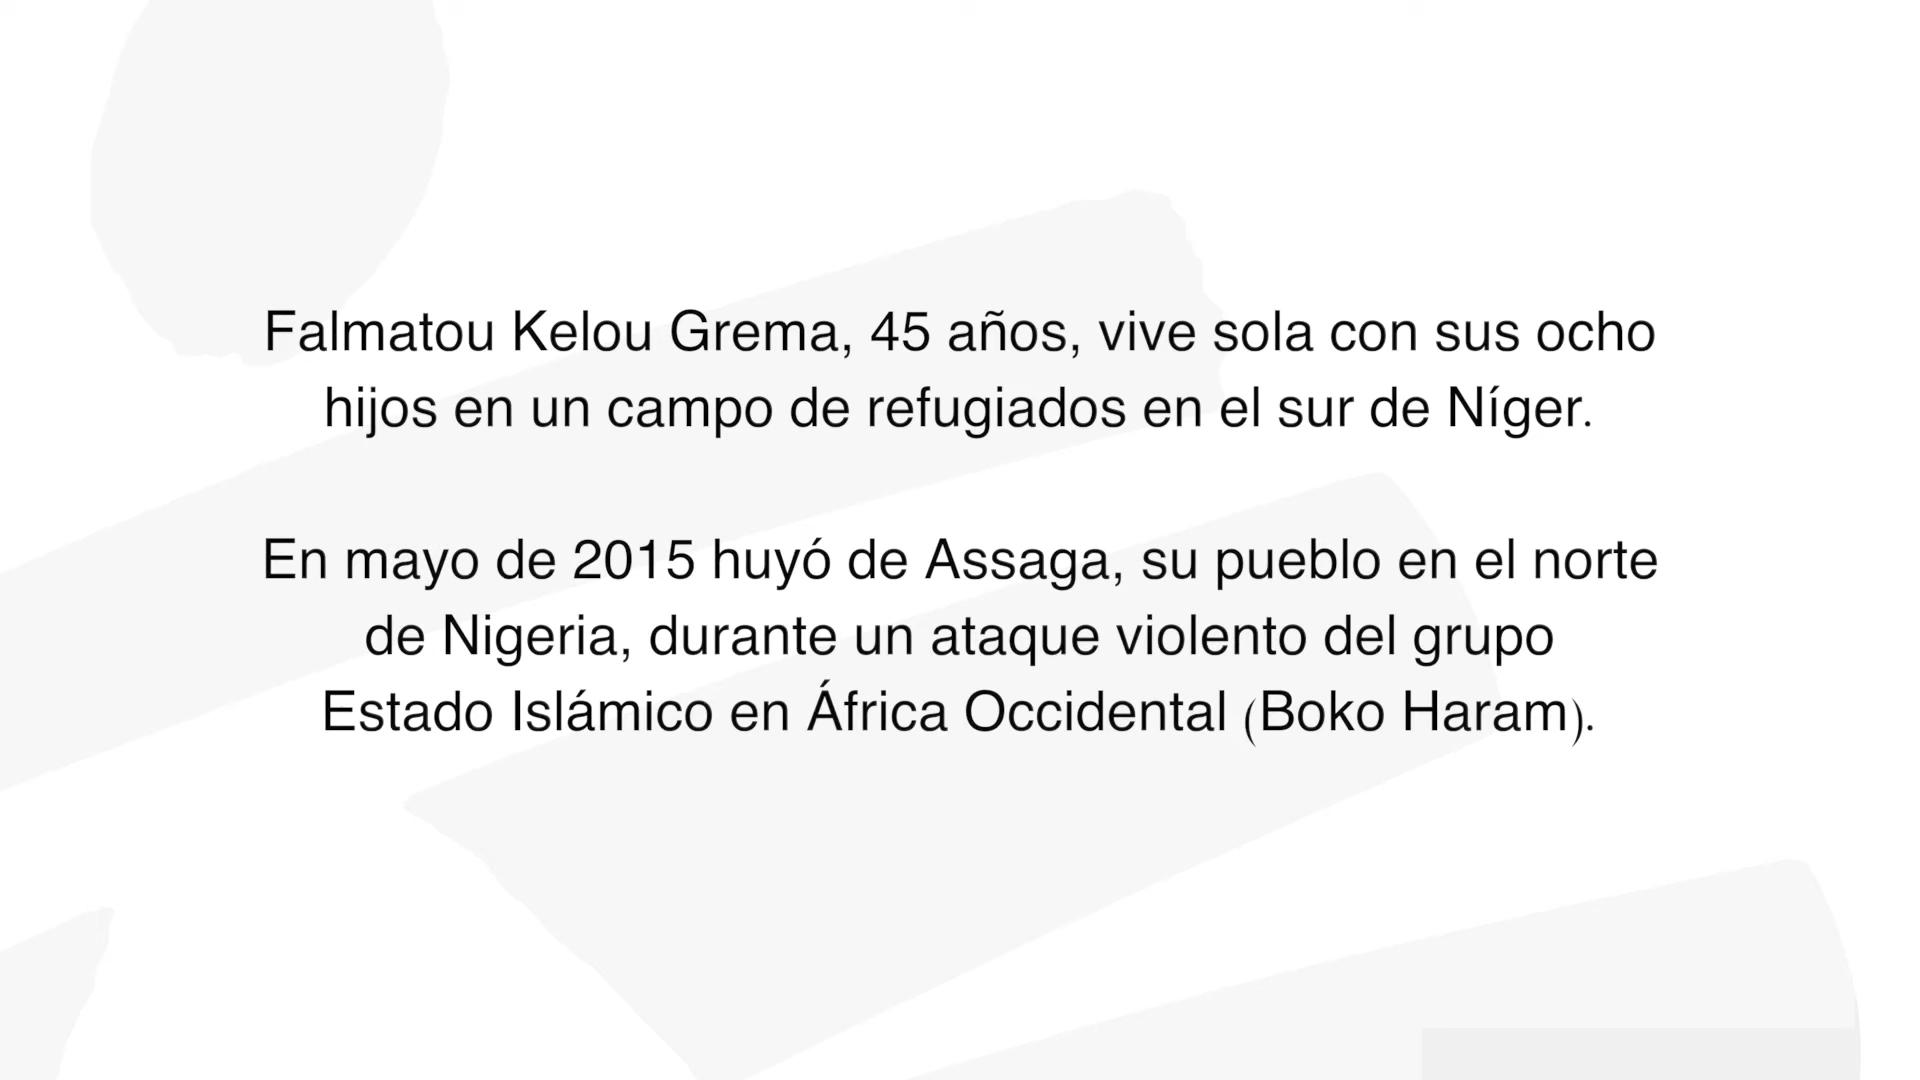 Falmatou Kelou Grema, 45 años, vive sola con sus ocho
hijos en un campo de refugiados en el sur de Níger.
En mayo de 2015 huyó de Assaga, su pueblo en el norte
de Nigeria, durante un ataque violento del grupo
Estado Islámico en África Occidental (Boko Haram).